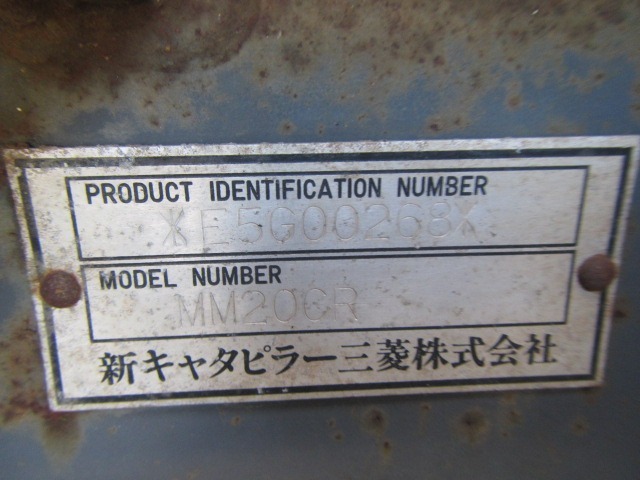 PRODUCT IDENTIFICATION NUMBER
XE5G00268X
MODEL NUMBER
MM20CR
新キャタピラー三菱株式会社